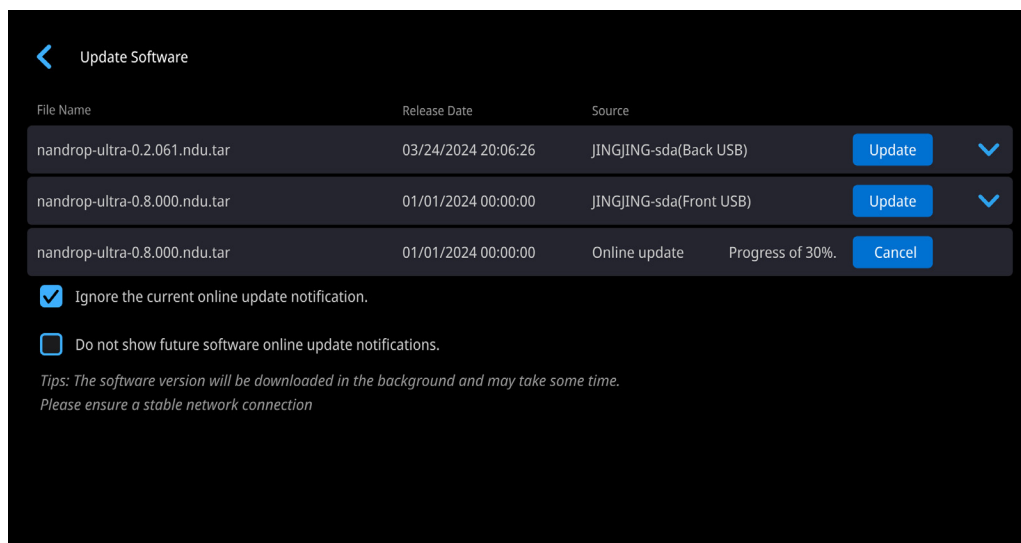 Update Software
File Name Release Date Source
nandrop-ultra-0.2.061.ndu.tar 03/24/2024 20:06:26 JINGJING-sda(Back USB) Update
nandrop-ultra-0.8.000.ndu.tar 01/01/2024 00:00:00 JINGJING-sda(Front USB) Update
nandrop-ultra-0.8.000.ndu.tar 01/01/2024 00:00:00 Online update Progress of 30%. Cancel
Ignore the current online update notification.
Do not show future software online update notifications.
Tips: The software version will be downloaded in the background and may take some time.
Please ensure a stable network connection